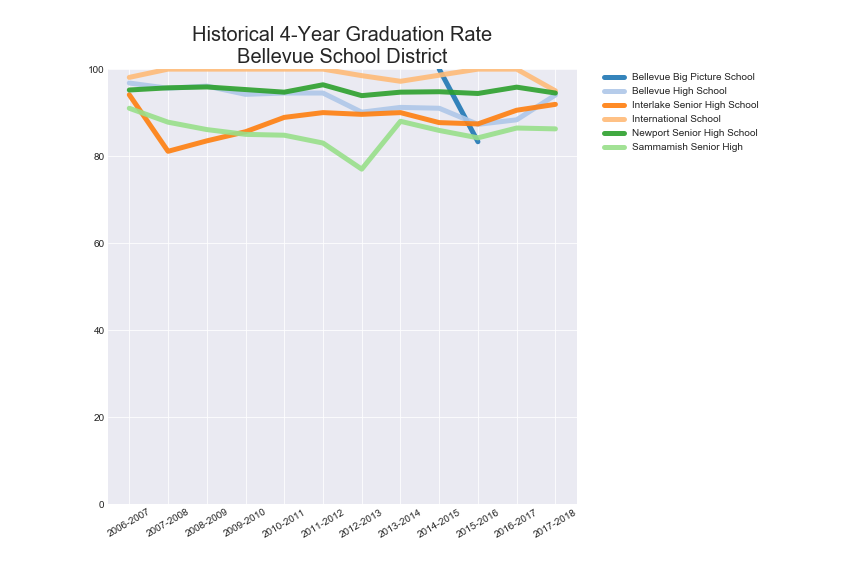 Historical 4-Year Graduation Rate
Bellevue School District
100
80
60
40
20
0
2006-2007
2007-2008
2008-2009
2009-2010
2010-2011
2011-2012
2012-2013
2013-2014
2014-2015
2015-2016
2016-2017
2017-2018
Bellevue Big Picture School
Bellevue High School
Interlake Senior High School
International School
Newport Senior High School
Sammamish Senior High